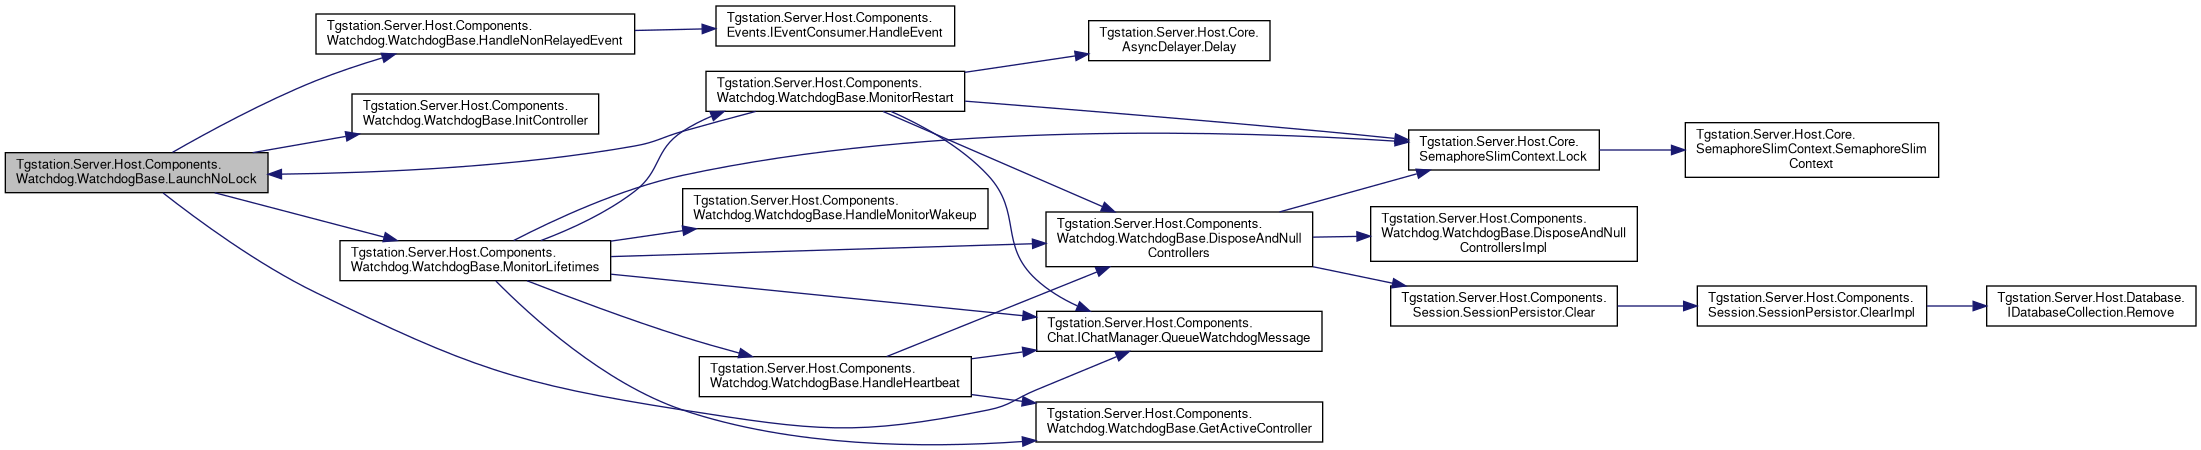 Tgstation.Server.Host.Components.
Watchdog.WatchdogBase.LaunchNoLock
Tgstation.Server.Host.Components.
Watchdog.WatchdogBase.HandleNonRelayedEvent
Tgstation.Server.Host.Components.
Watchdog.WatchdogBase.InitController
Tgstation.Server.Host.Components.
Watchdog.WatchdogBase.MonitorLifetimes
Tgstation.Server.Host.Components.
Events.IEventConsumer.HandleEvent
Tgstation.Server.Host.Components.
Watchdog.WatchdogBase.MonitorRestart
Tgstation.Server.Host.Components.
Watchdog.WatchdogBase.HandleMonitorWakeup
Tgstation.Server.Host.Components.
Watchdog.WatchdogBase.HandleHeartbeat
Tgstation.Server.Host.Core.
AsyncDelayer.Delay
Tgstation.Server.Host.Components.
Watchdog.WatchdogBase.DisposeAndNull
Controllers
Tgstation.Server.Host.Components.
Chat.IChatManager.QueueWatchdogMessage
Tgstation.Server.Host.Components.
Watchdog.WatchdogBase.GetActiveController
Tgstation.Server.Host.Core.
SemaphoreSlimContext.Lock
Tgstation.Server.Host.Components.
Watchdog.WatchdogBase.DisposeAndNull
ControllersImpl
Tgstation.Server.Host.Components.
Session.SessionPersistor.Clear
Tgstation.Server.Host.Core.
SemaphoreSlimContext.SemaphoreSlim
Context
Tgstation.Server.Host.Components.
Session.SessionPersistor.ClearImpl
Tgstation.Server.Host.Database.
IDatabaseCollection.Remove